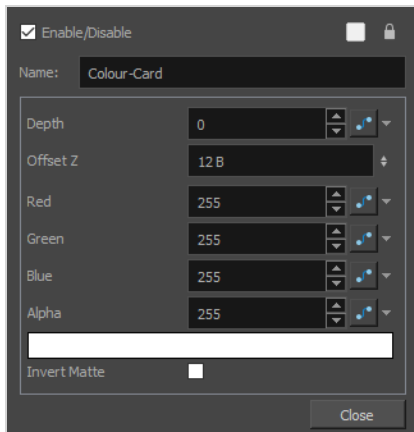 Enable/Disable
Name: Colour-Card
Depth 0
Offset Z 12 B
Red 255
Green 255
Blue 255
Alpha 255
Invert Matte
Close